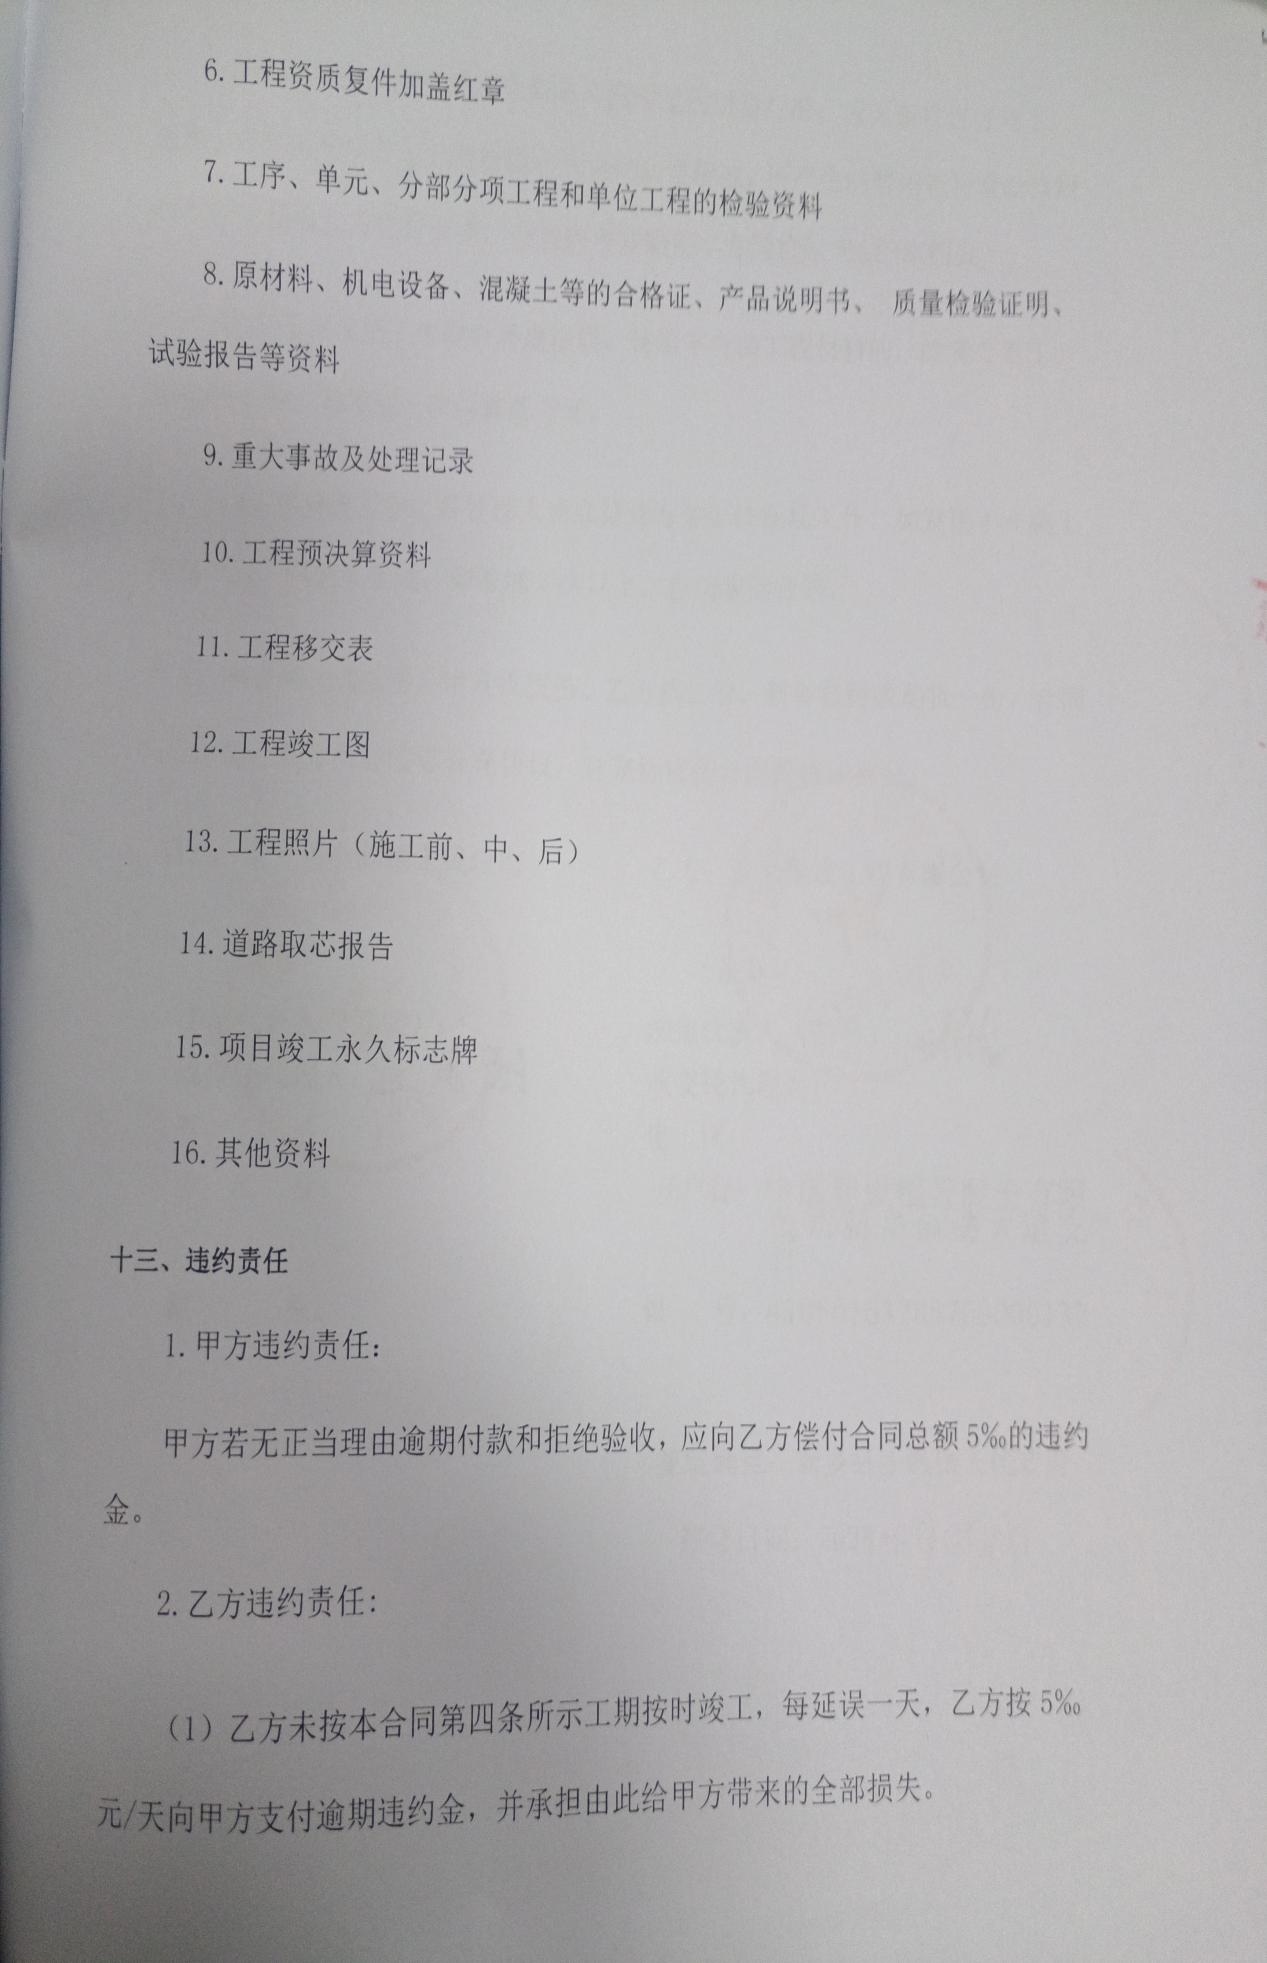 6.工程资质复件加盖红章
7.工序、单元、分部分项工程和单位工程的检验资料
8.原材料、机电设备、混凝土等的合格证、产品说明书、 质量检验证明、
试验报告等资料
9.重大事故及处理记录
10.工程预决算资料
11.工程移交表
12.工程竣工图
13.工程照片（施工前、中、后）
14.道路取芯报告
15.项目竣工永久标志牌
16.其他资料
十三、违约责任
1.甲方违约责任：
甲方若无正当理由逾期付款和拒绝验收，应向乙方偿付合同总额5‰的违约
金。
2.乙方违约责任：
（1）乙方未按本合同第四条所示工期按时竣工，每延误一天，乙方按5‰
元/天向甲方支付逾期违约金，并承担由此给甲方带来的全部损失。